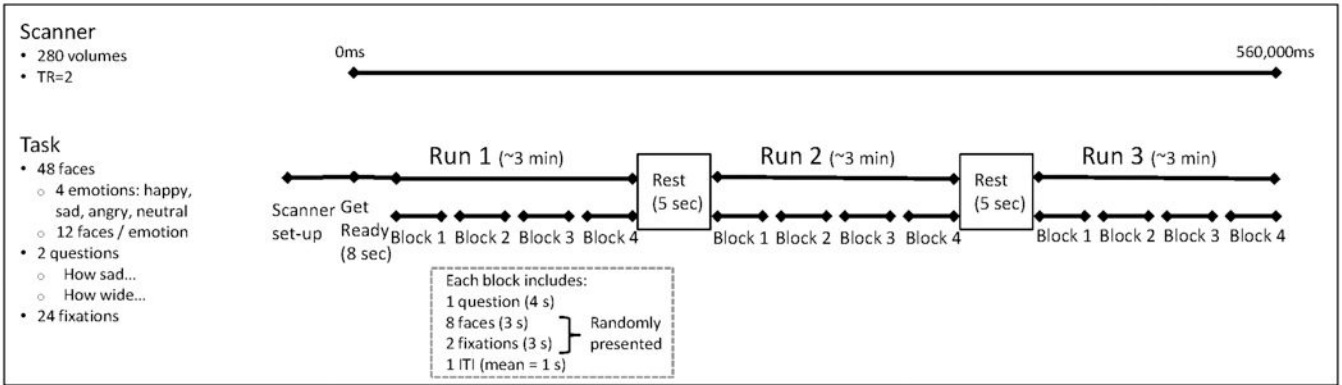 Scanner
• 280 volumes
• TR=2
0ms
560,000ms
Task
• 48 faces
○ 4 emotions: happy,
sad, angry, neutral
○ 12 faces / emotion
• 2 questions
○ How sad...
○ How wide...
• 24 fixations
Scanner
set-up
Get
Ready
(8 sec)
Run 1 (~3 min)
Block 1 Block 2 Block 3 Block 4
Rest
(5 sec)
Run 2 (~3 min)
Block 1 Block 2 Block 3 Block 4
Rest
(5 sec)
Run 3 (~3 min)
Block 1 Block 2 Block 3 Block 4
Each block includes:
1 question (4 s)
8 faces (3 s)
2 fixations (3 s)
Randomly
presented
1 ITI (mean = 1 s)